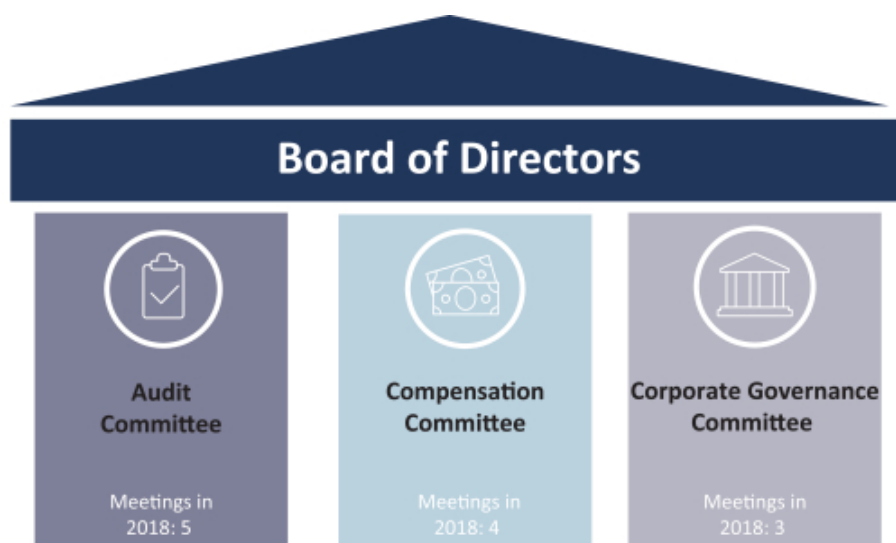 Board of Directors
Audit
Committee
Meetings in
2018: 5
Compensation
Committee
Meetings in
2018: 4
Corporate Governance
Committee
Meetings in
2018: 3